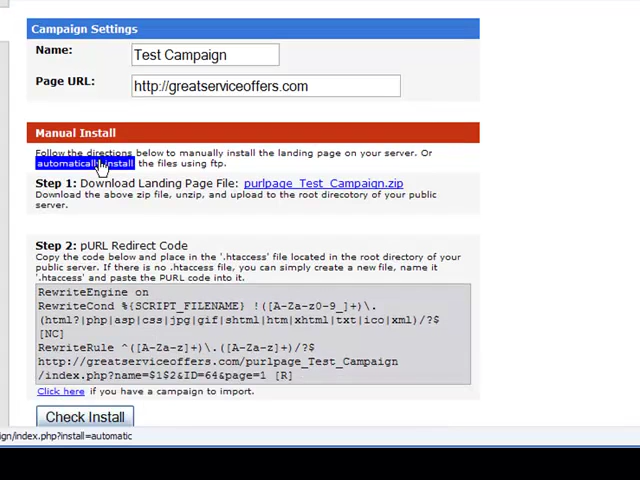 Campaign Settings
Name: Test Campaign
Page URL: http://greatserviceoffers.com
Manual Install
Follow the directions below to manually install the landing page on your server. Or
automatically install the files using ftp.
Step 1: Download Landing Page File: purlpage_Test_Campaign.zip
Download the above zip file, unzip, and upload to the root direcotory of your public
server.
Step 2: pURL Redirect Code
Copy the code below and place in the '.htaccess' file located in the root directory of your
public server. If there is no .htaccess file, you can simply create a new file, name it
'.htaccess' and paste the PURL code into it.
RewriteEngine on
RewriteCond %{SCRIPT_FILENAME} !([A-Za-z0-9_]+)\.
(html?|php|asp|css|jpg|gif|shtml|htm|xhtml|txt|ico|xml)/?$
[NC]
RewriteRule ^([A-Za-z]+)\.([A-Za-z]+)/?$
http://greatserviceoffers.com/purlpage_Test_Campaign
/index.php?name=$1$2&ID=64&page=1 [R]
Click here if you have a campaign to import.
Check Install
ign/index.php?install=automatic